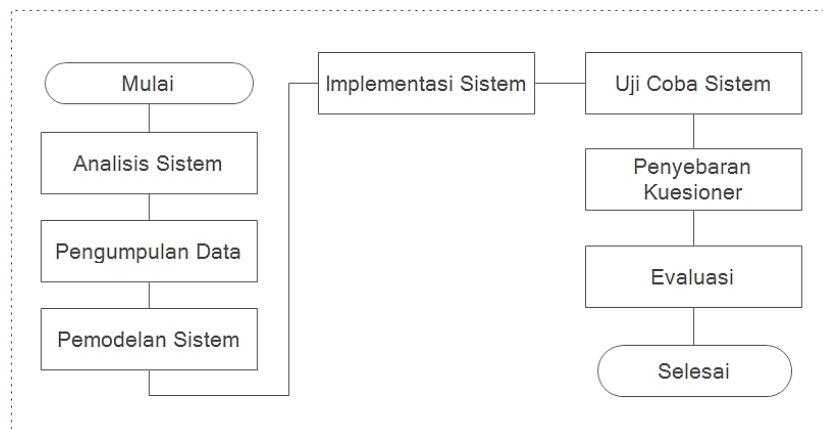 Mulai
Analisis Sistem
Pengumpulan Data
Pemodelan Sistem
Implementasi Sistem
Uji Coba Sistem
Penyebaran
Kuesioner
Evaluasi
Selesai